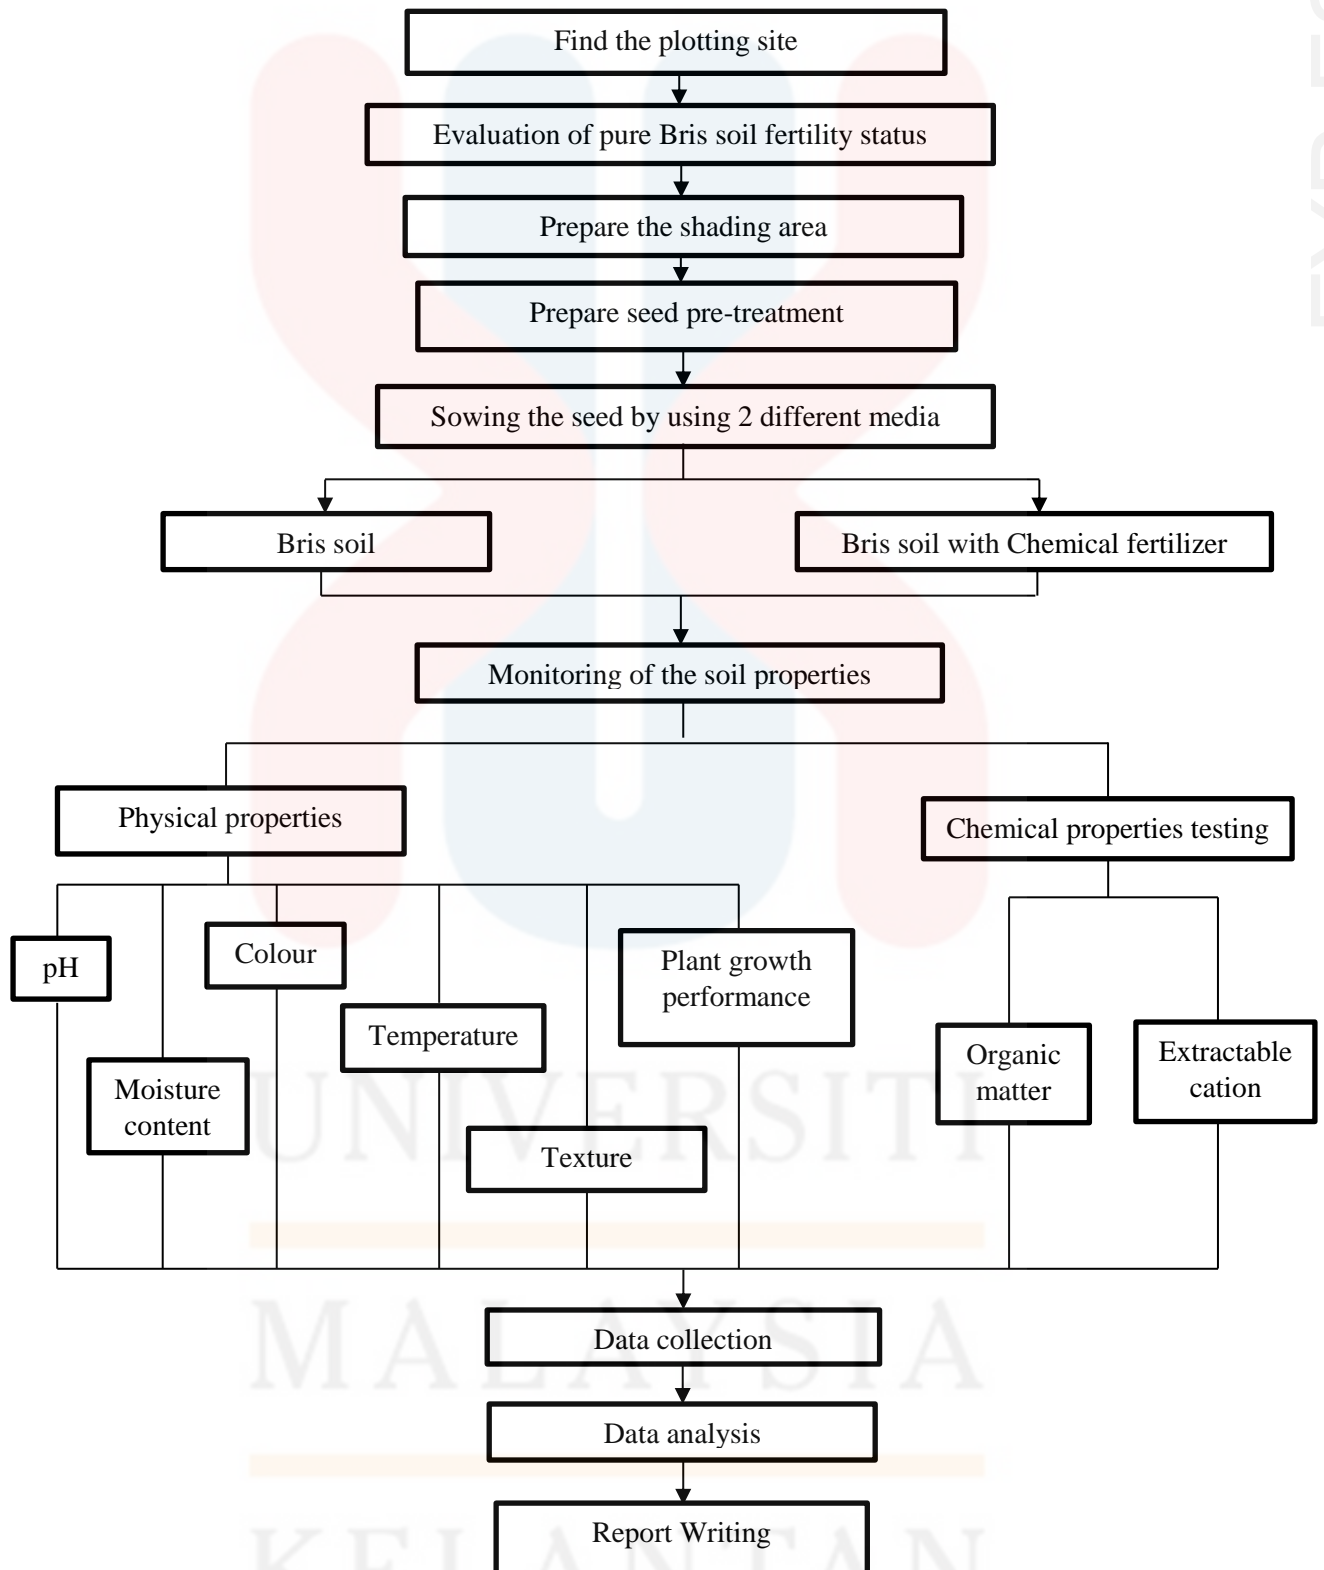 Find the plotting site
Evaluation of pure Bris soil fertility status
Prepare the shading area
Prepare seed pre-treatment
Sowing the seed by using 2 different media
Bris soil
Bris soil with Chemical fertilizer
Monitoring of the soil properties
Physical properties
Chemical properties testing
pH
Colour
Plant growth
performance
Temperature
Moisture
content
Texture
Organic
matter
Extractable
cation
Data collection
Data analysis
Report Writing
UNIVERSITI
MALAYSIA
KELANTAN